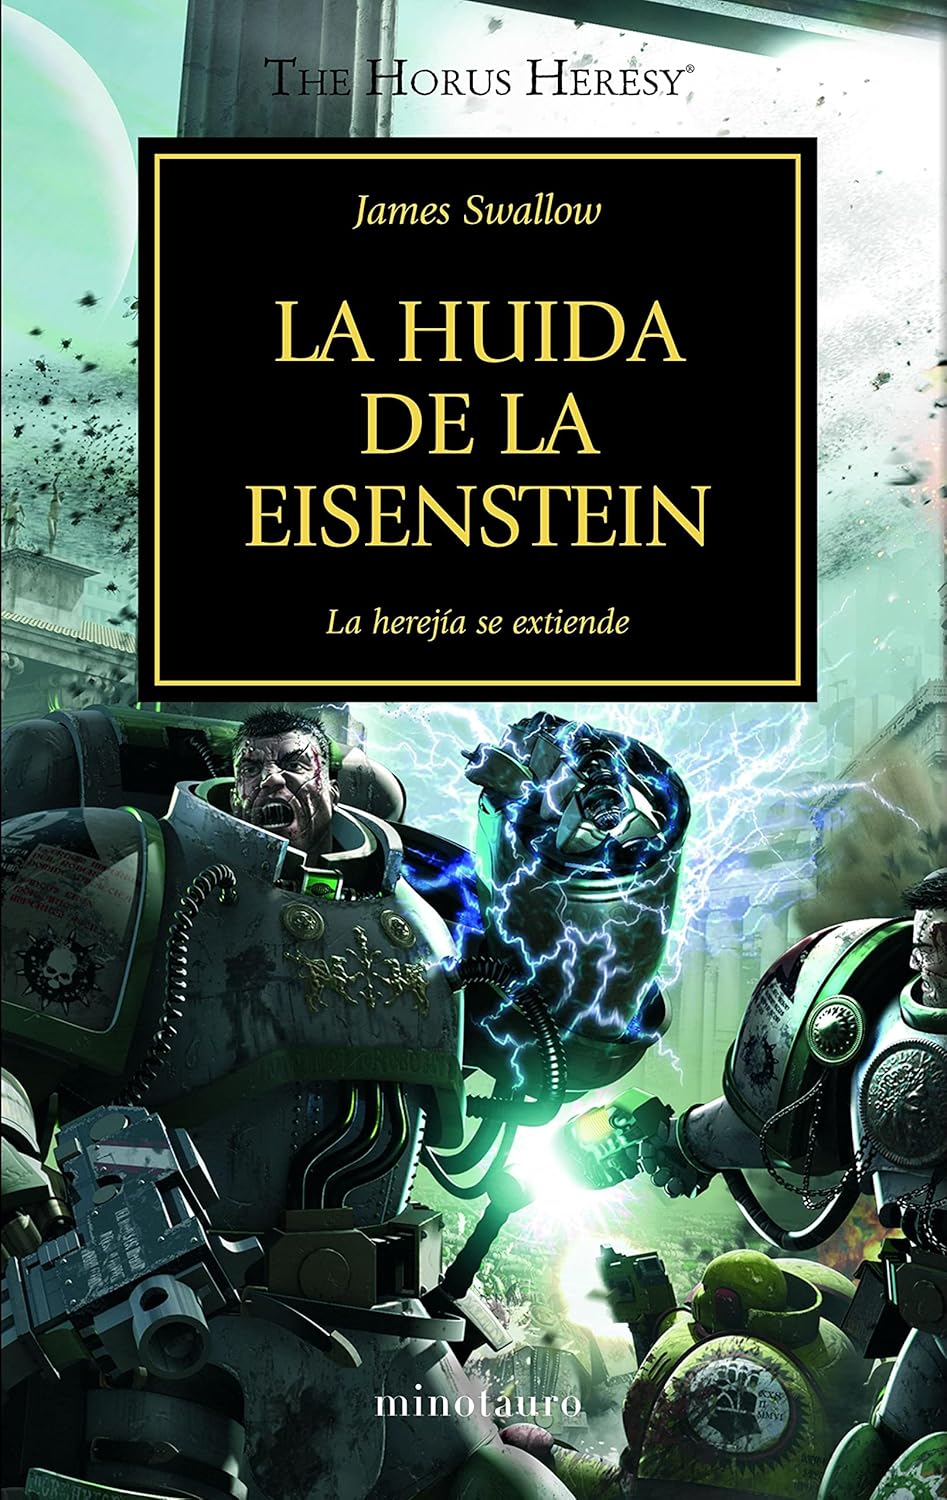 THE HORUS HERESY®
James Swallow
LA HUIDA
DE LA
EISENSTEIN
La herejía se extiende
minotauro